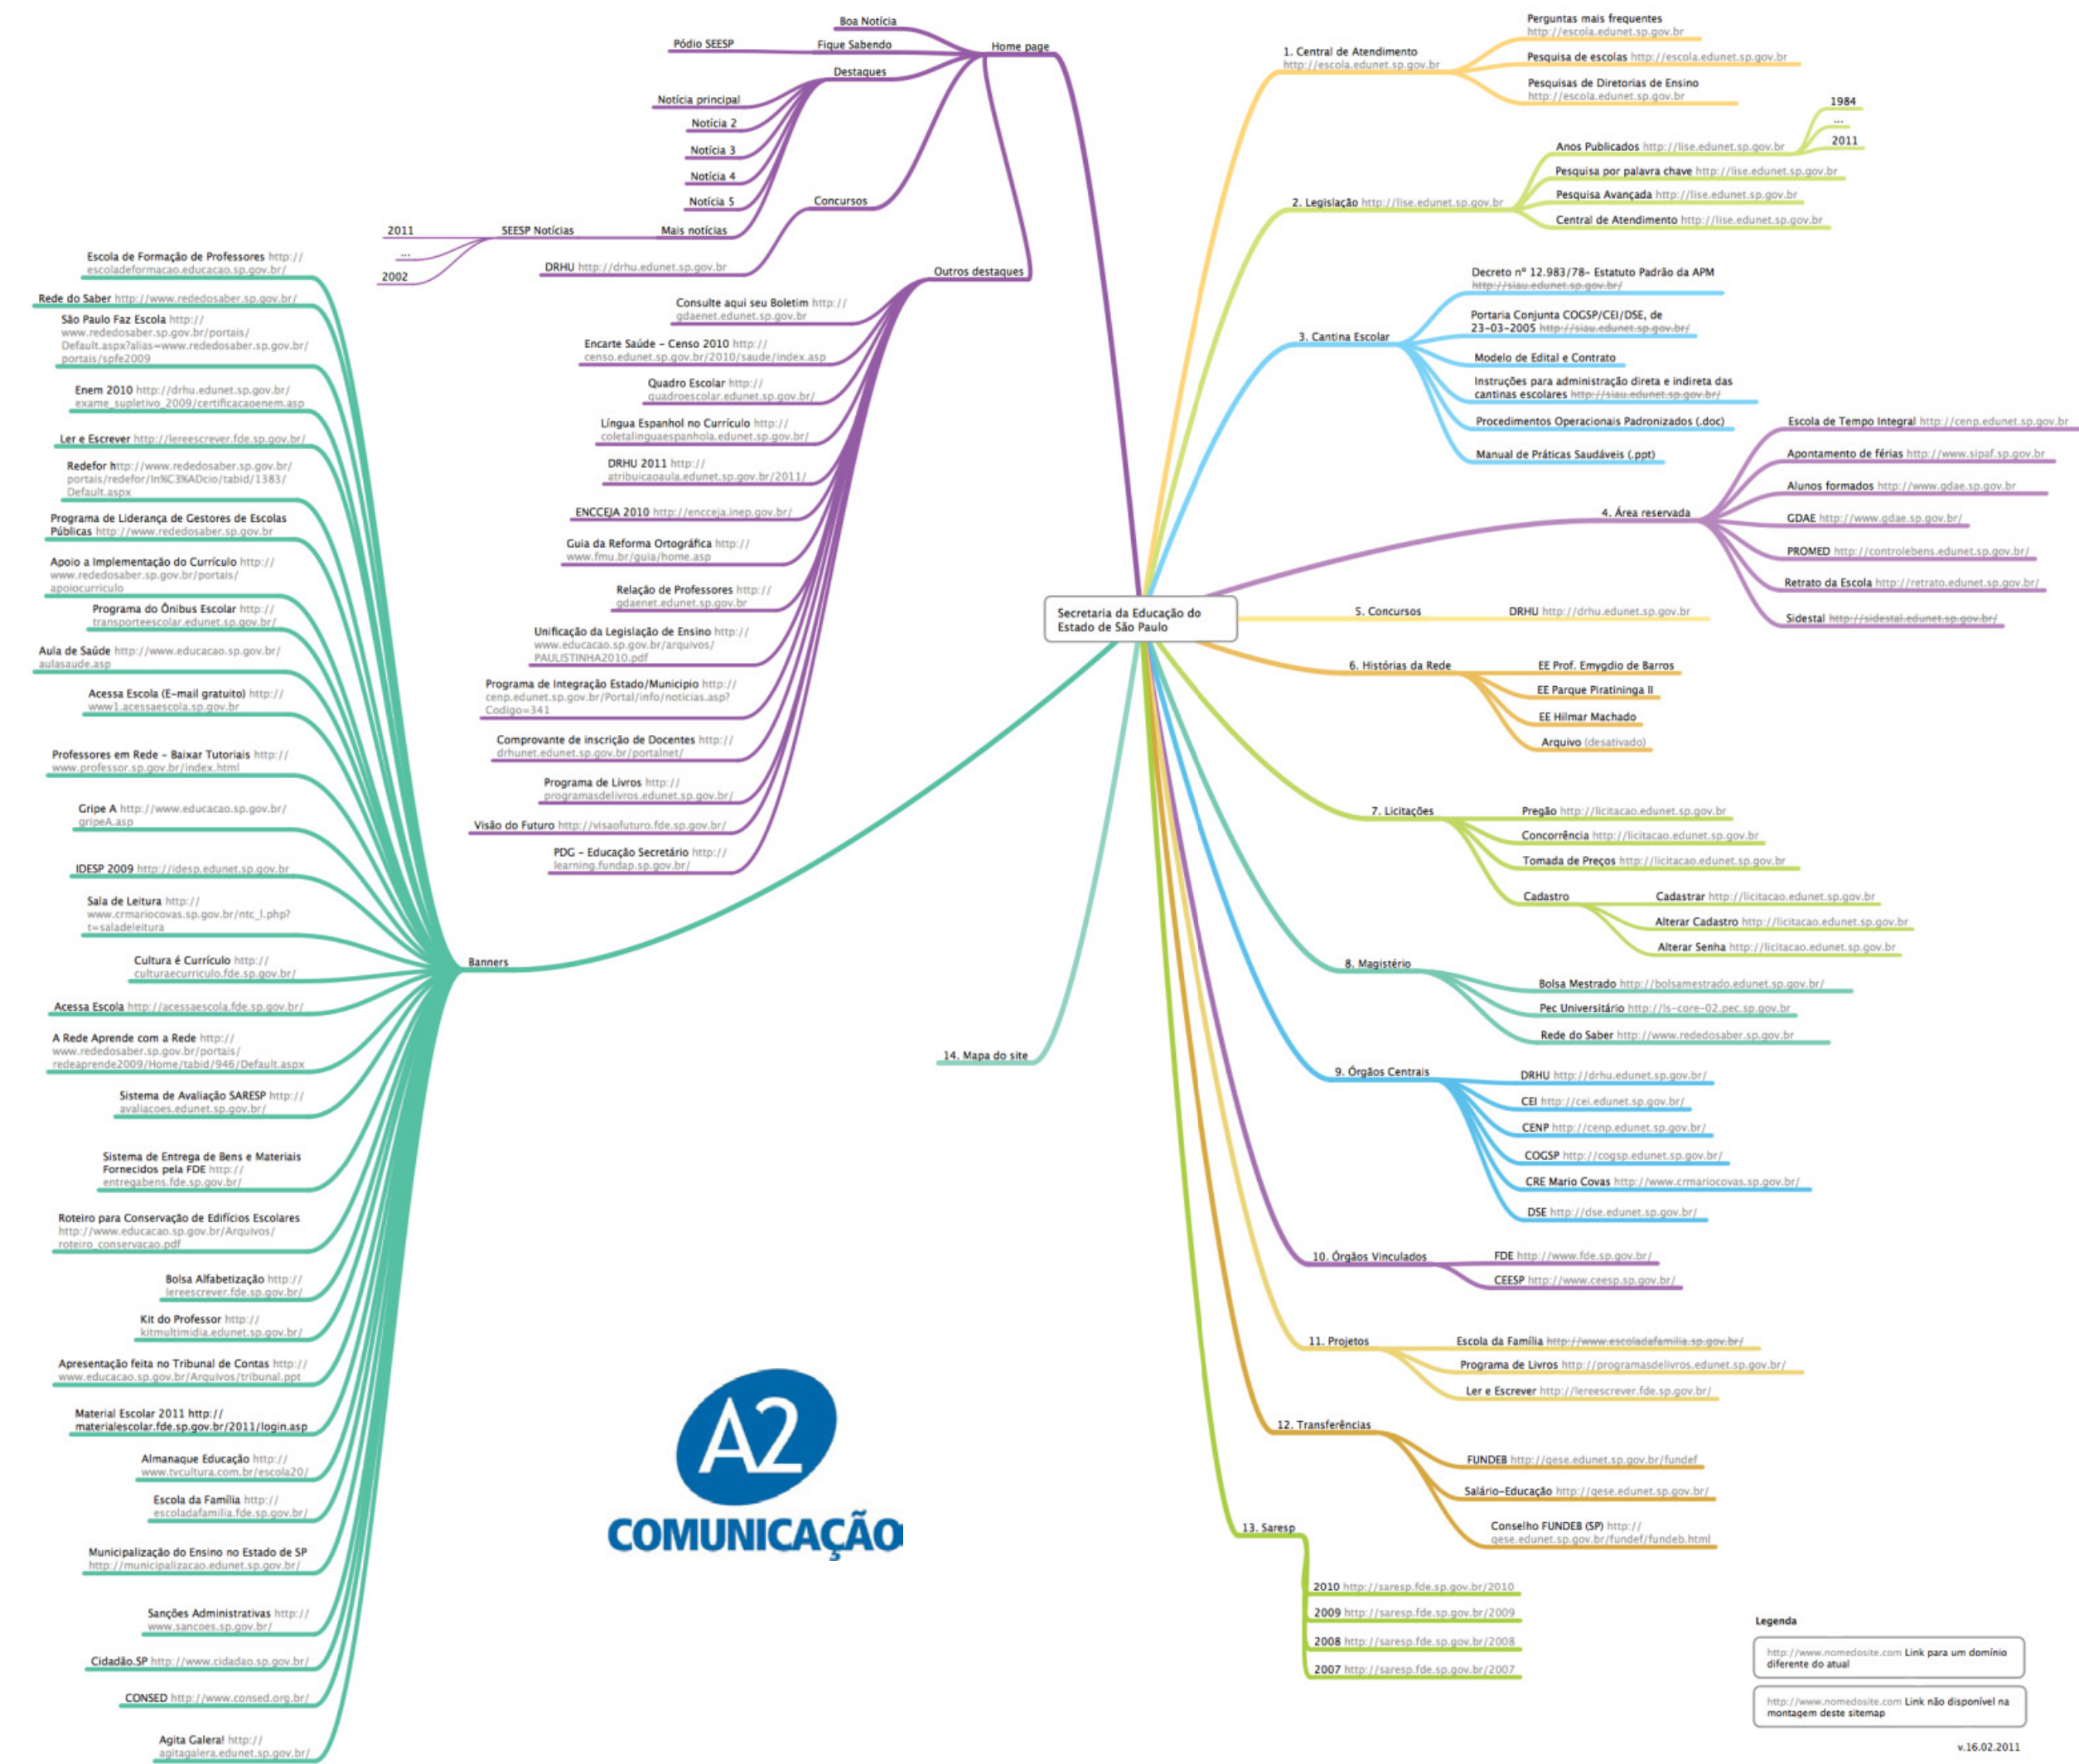 Boa Notícia
Pódio SEESP
Fique Sabendo
Home page
Destaques
Notícia principal
Notícia 2
Notícia 3
Notícia 4
Notícia 5
Concursos
2011
...
2002
SEESP Notícias
Mais notícias
DRHU http://drhu.edunet.sp.gov.br
Outros destaques
Consulte aqui seu Boletim http://
gdaenet.edunet.sp.gov.br
Encarte Saúde - Censo 2010 http://
censo.edunet.sp.gov.br/2010/saude/index.asp
Quadro Escolar http://
quadroescolar.edunet.sp.gov.br/
Língua Espanhol no Currículo http://
coletalinguaespanhola.edunet.sp.gov.br/
DRHU 2011 http://
atribuicaoaula.edunet.sp.gov.br/2011/
ENCCEJA 2010 http://encceja.inep.gov.br/
Guia da Reforma Ortográfica http://
www.fmu.br/guia/home.asp
Relação de Professores http://
gdaenet.edunet.sp.gov.br
Unificação da Legislação de Ensino http://
www.educacao.sp.gov.br/arquivos/
PAULISTINHA2010.pdf
Programa de Integração Estado/Municipio http://
cenp.edunet.sp.gov.br/Portal/info/noticias.asp?
Codigo=341
Comprovante de inscrição de Docentes http://
drhunet.edunet.sp.gov.br/portalnet/
Programa de Livros http://
programasdelivros.edunet.sp.gov.br/
Visão do Futuro http://visaofuturo.fde.sp.gov.br/
PDG - Educação Secretário http://
learning.fundap.sp.gov.br/
Escola de Formação de Professores http://
escoladeformacao.educacao.sp.gov.br/
Rede do Saber http://www.rededosaber.sp.gov.br/
São Paulo Faz Escola http://
www.rededosaber.sp.gov.br/portais/
Default.aspx?alias=www.rededosaber.sp.gov.br/
portais/spfe2009
Enem 2010 http://drhu.edunet.sp.gov.br/
exame_supletivo_2009/certificacaoenem.asp
Ler e Escrever http://lereescrever.fde.sp.gov.br/
Redefor http://www.rededosaber.sp.gov.br/
portais/redefor/In%C3%ADcio/tabid/1383/
Default.aspx
Programa de Liderança de Gestores de Escolas
Públicas http://www.rededosaber.sp.gov.br
Apoio a Implementação do Currículo http://
www.rededosaber.sp.gov.br/portais/
apoiocurriculo
Programa do Ônibus Escolar http://
transporteescolar.edunet.sp.gov.br/
Aula de Saúde http://www.educacao.sp.gov.br/
aulasaude.asp
Acessa Escola (E-mail gratuito) http://
www1.acessaescola.sp.gov.br
Professores em Rede - Baixar Tutoriais http://
www.professor.sp.gov.br/index.html
Gripe A http://www.educacao.sp.gov.br/
gripeA.asp
IDESP 2009 http://idesp.edunet.sp.gov.br
Sala de Leitura http://
www.crmariocovas.sp.gov.br/ntc_l.php?
t=saladeleitura
Cultura é Currículo http://
culturaecurriculo.fde.sp.gov.br/
Acessa Escola http://acessaescola.fde.sp.gov.br/
A Rede Aprende com a Rede http://
www.rededosaber.sp.gov.br/portais/
redeaprende2009/Home/tabid/946/Default.aspx
Sistema de Avaliação SARESP http://
avaliacoes.edunet.sp.gov.br/
Sistema de Entrega de Bens e Materiais
Fornecidos pela FDE http://
entregabens.fde.sp.gov.br/
Roteiro para Conservação de Edifícios Escolares
http://www.educacao.sp.gov.br/Arquivos/
roteiro_conservacao.pdf
Bolsa Alfabetização http://
lereescrever.fde.sp.gov.br/
Kit do Professor http://
kitmultimidia.edunet.sp.gov.br/
Apresentação feita no Tribunal de Contas http://
www.educacao.sp.gov.br/Arquivos/tribunal.ppt
Material Escolar 2011 http://
materialescolar.fde.sp.gov.br/2011/login.asp
Almanaque Educação http://
www.tvcultura.com.br/escola20/
Escola da Família http://
escoladafamilia.fde.sp.gov.br/
Municipalização do Ensino no Estado de SP
http://municipalizacao.edunet.sp.gov.br/
Sanções Administrativas http://
www.sancoes.sp.gov.br/
Cidadão.SP http://www.cidadao.sp.gov.br/
CONSED http://www.consed.org.br/
Agita Galera! http://
agitagalera.edunet.sp.gov.br/
Banners
Secretaria da Educação do
Estado de São Paulo
14. Mapa do site
A2
COMUNICAÇÃO
1. Central de Atendimento
http://escola.edunet.sp.gov.br
Perguntas mais frequentes
http://escola.edunet.sp.gov.br
Pesquisa de escolas http://escola.edunet.sp.gov.br
Pesquisas de Diretorias de Ensino
http://escola.edunet.sp.gov.br
2. Legislação http://lise.edunet.sp.gov.br
Anos Publicados http://lise.edunet.sp.gov.br
1984
...
2011
Pesquisa por palavra chave http://lise.edunet.sp.gov.br
Pesquisa Avançada http://lise.edunet.sp.gov.br
Central de Atendimento http://lise.edunet.sp.gov.br
3. Cantina Escolar
Decreto nº 12.983/78- Estatuto Padrão da APM
http://siau.edunet.sp.gov.br/
Portaria Conjunta COGSP/CEI/DSE, de
23-03-2005 http://siau.edunet.sp.gov.br/
Modelo de Edital e Contrato
Instruções para administração direta e indireta das
cantinas escolares http://siau.edunet.sp.gov.br/
Procedimentos Operacionais Padronizados (.doc)
Manual de Práticas Saudáveis (.ppt)
4. Área reservada
Escola de Tempo Integral http://cenp.edunet.sp.gov.br
Apontamento de férias http://www.sipaf.sp.gov.br
Alunos formados http://www.gdae.sp.gov.br
GDAE http://www.gdae.sp.gov.br/
PROMED http://controlebens.edunet.sp.gov.br/
Retrato da Escola http://retrato.edunet.sp.gov.br/
Sidestal http://sidestal.edunet.sp.gov.br/
5. Concursos
DRHU http://drhu.edunet.sp.gov.br
6. Histórias da Rede
EE Prof. Emygdio de Barros
EE Parque Piratininga II
EE Hilmar Machado
Arquivo (desativado)
7. Licitações
Pregão http://licitacao.edunet.sp.gov.br
Concorrência http://licitacao.edunet.sp.gov.br
Tomada de Preços http://licitacao.edunet.sp.gov.br
Cadastro
Cadastrar http://licitacao.edunet.sp.gov.br
Alterar Cadastro http://licitacao.edunet.sp.gov.br
Alterar Senha http://licitacao.edunet.sp.gov.br
8. Magistério
Bolsa Mestrado http://bolsamestrado.edunet.sp.gov.br/
Pec Universitário http://ls-core-02.pec.sp.gov.br
Rede do Saber http://www.rededosaber.sp.gov.br
9. Órgãos Centrais
DRHU http://drhu.edunet.sp.gov.br/
CEI http://cei.edunet.sp.gov.br/
CENP http://cenp.edunet.sp.gov.br/
COGSP http://cogsp.edunet.sp.gov.br/
CRE Mario Covas http://www.crmariocovas.sp.gov.br/
DSE http://dse.edunet.sp.gov.br/
10. Órgãos Vinculados
FDE http://www.fde.sp.gov.br/
CEESP http://www.ceesp.sp.gov.br/
11. Projetos
Escola da Família http://www.escoladafamilia.sp.gov.br/
Programa de Livros http://programasdelivros.edunet.sp.gov.br/
Ler e Escrever http://lereescrever.fde.sp.gov.br/
12. Transferências
FUNDEB http://qese.edunet.sp.gov.br/fundef
Salário-Educação http://qese.edunet.sp.gov.br/
Conselho FUNDEB (SP) http://
qese.edunet.sp.gov.br/fundef/fundeb.html
13. Saresp
2010 http://saresp.fde.sp.gov.br/2010
2009 http://saresp.fde.sp.gov.br/2009
2008 http://saresp.fde.sp.gov.br/2008
2007 http://saresp.fde.sp.gov.br/2007
Legenda
http://www.nomedosite.com Link para um domínio
diferente do atual
http://www.nomedosite.com Link não disponível na
montagem deste sitemap
v.16.02.2011